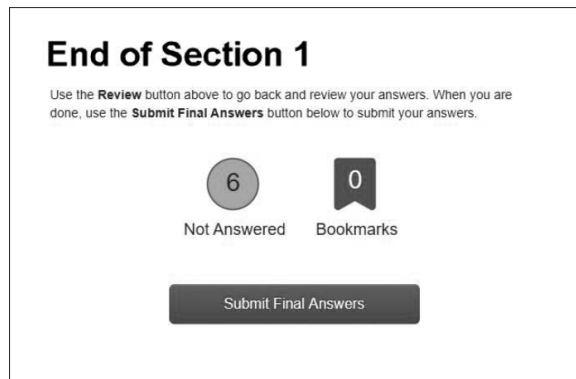 End of Section 1
Use the Review button above to go back and review your answers. When you are
done, use the Submit Final Answers button below to submit your answers.
6 0
Not Answered Bookmarks
Submit Final Answers